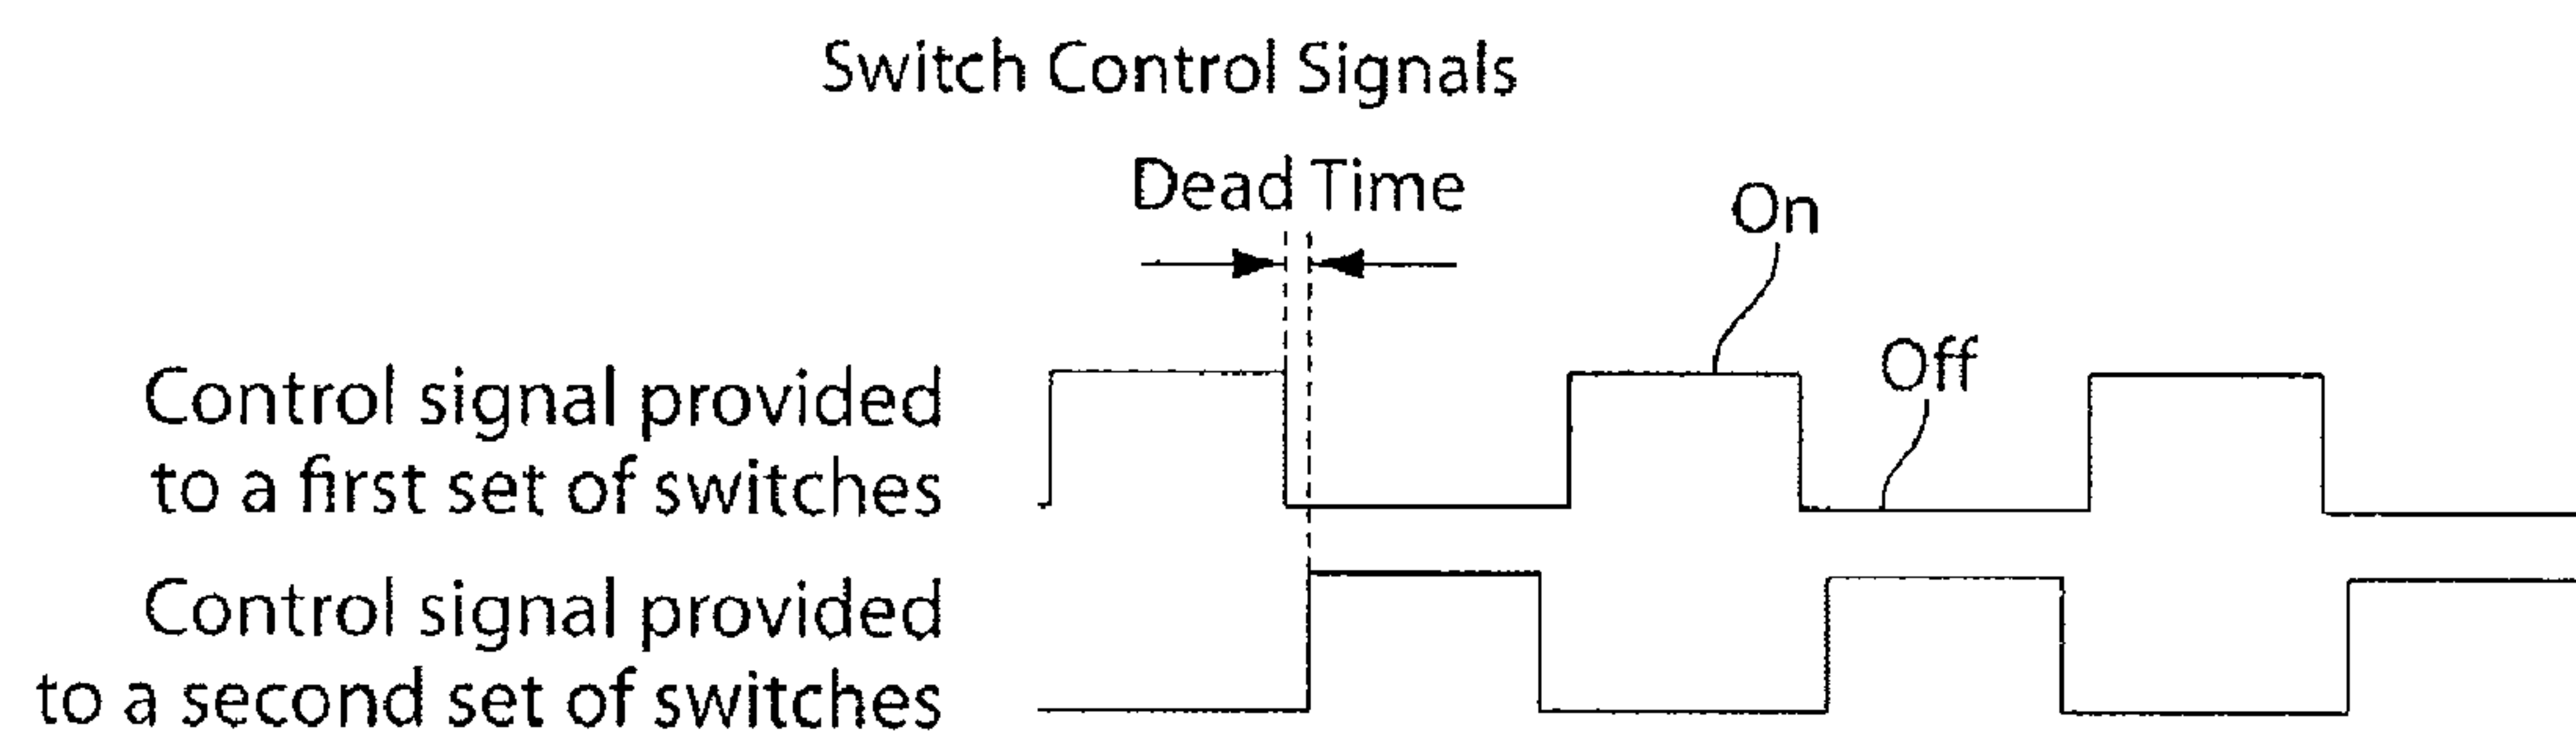 Switch Control Signals
Dead Time
On
Off
Control signal provided
to a first set of switches
Control signal provided
to a second set of switches